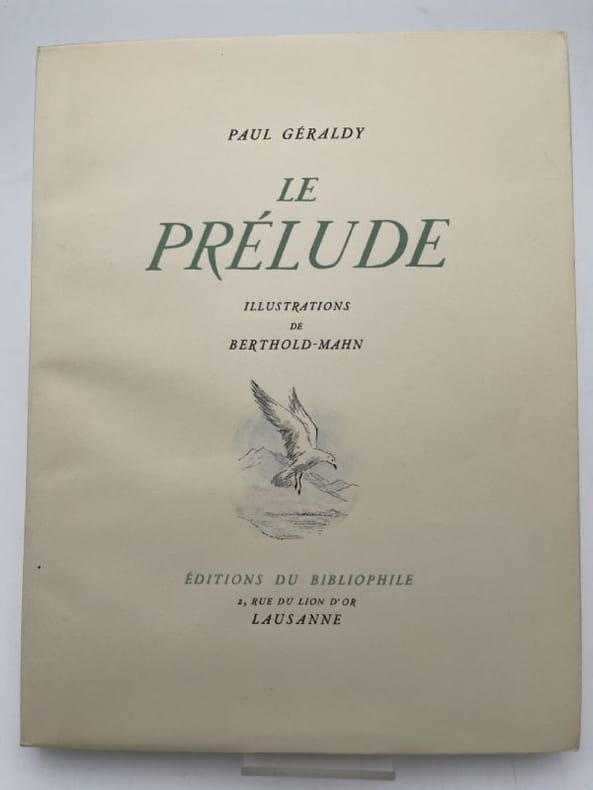 PAUL GÉRALDY
LE
PRÉLUDE
ILLUSTRATIONS
DE
BERTHOLD-MAHN
ÉDITIONS DU BIBLIOPHILE
2, RUE DU LION D'OR
LAUSANNE